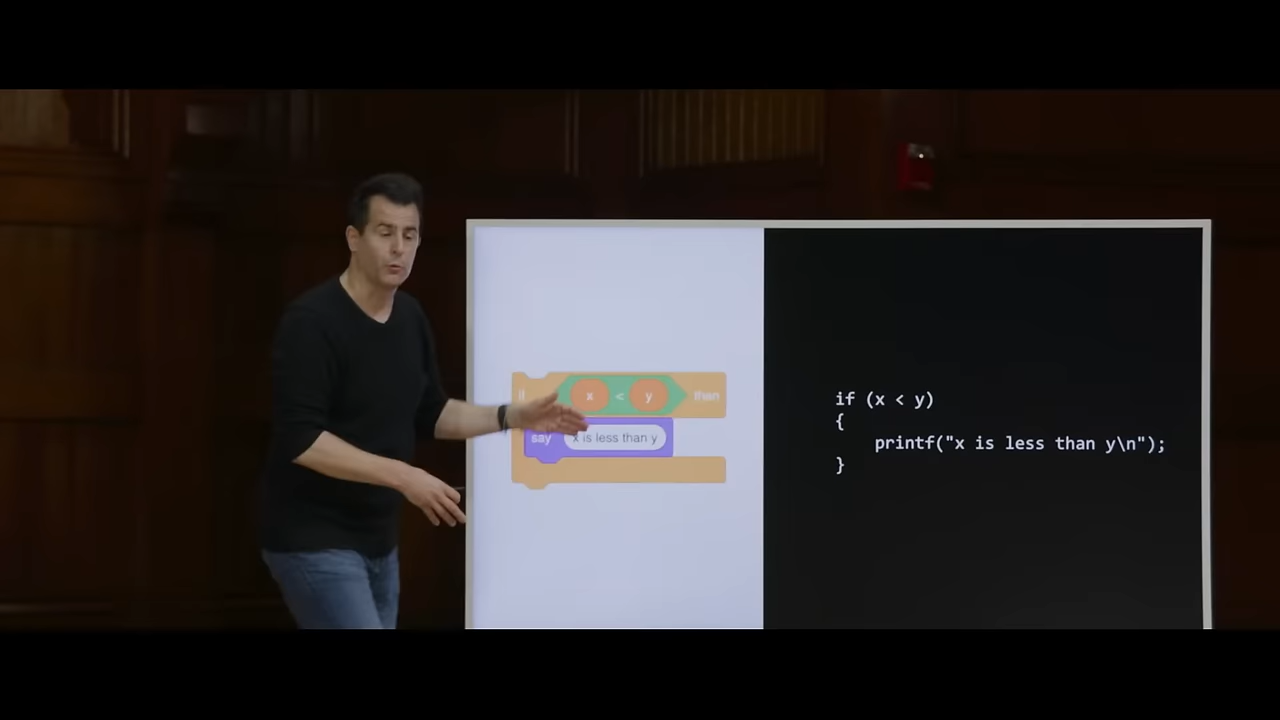 if x < y then
say x is less than y
if (x < y)
{
printf("x is less than y\n");
}